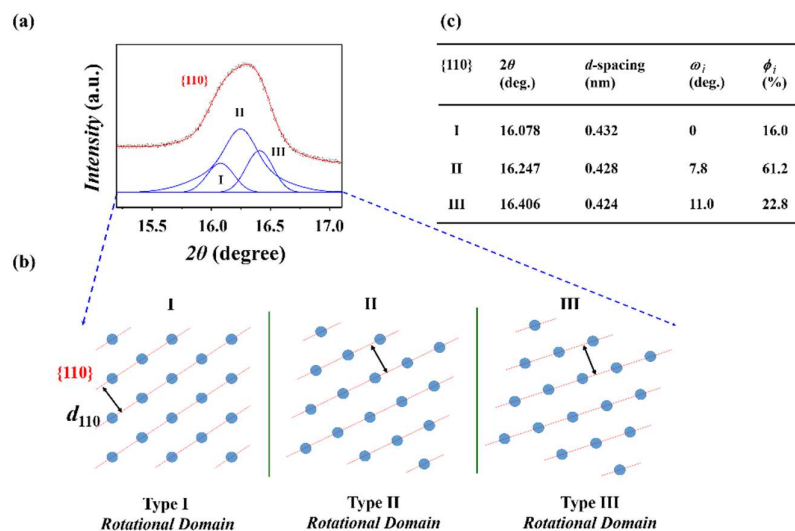 (a)
{110}
II
III
I
Intensity (a.u.)
15.5 16.0 16.5 17.0
2θ (degree)
(c)
{110} 2θ (deg.) d-spacing (nm) ϖi (deg.) ϕi (%)
I 16.078 0.432 0 16.0
II 16.247 0.428 7.8 61.2
III 16.406 0.424 11.0 22.8
(b)
I II III
{110}
d110
Type I Type II Type III
Rotational Domain Rotational Domain Rotational Domain